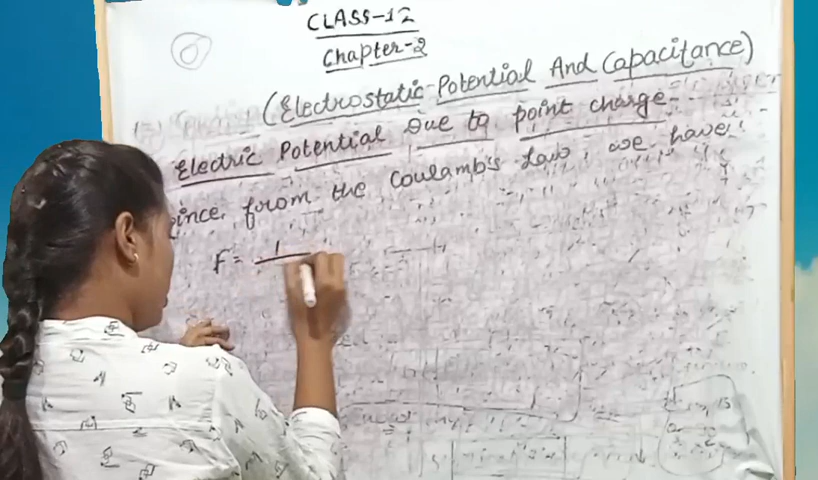 CLASS-12
Chapter-2
(Electrostatic Potential And Capacitance)
Electric Potential Due to point charge-
Since, from the Coulamb's Law, we have,
F = 1